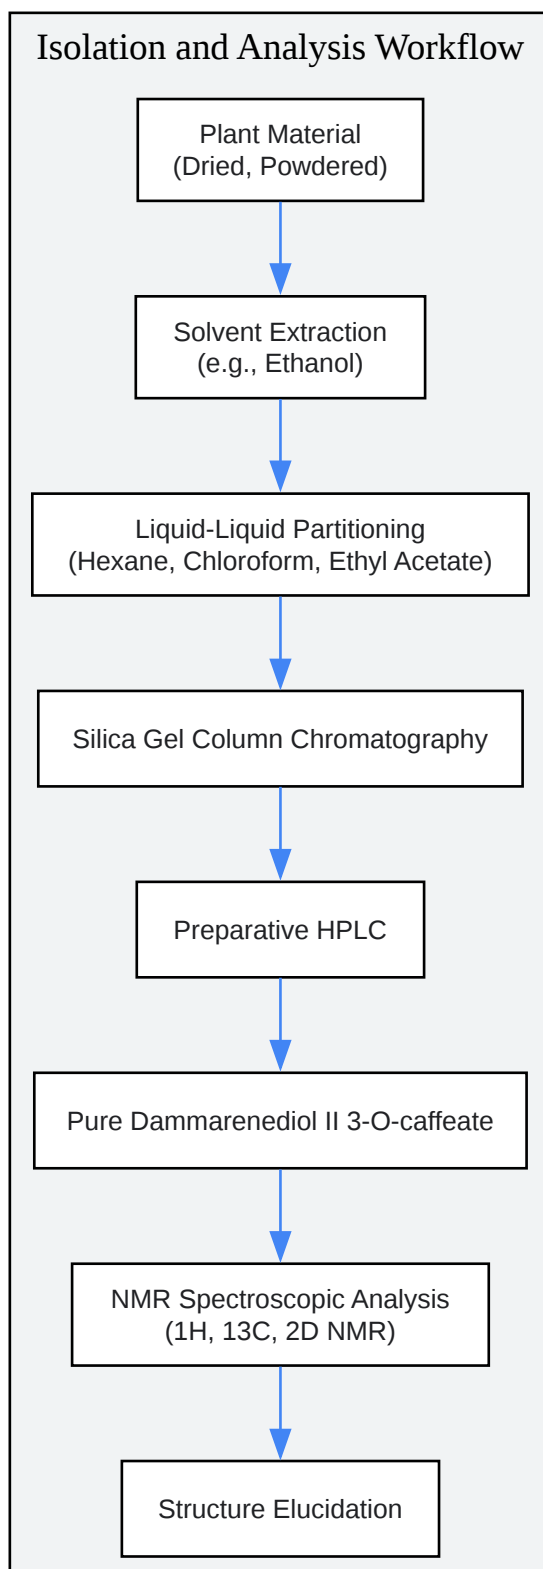 Isolation and Analysis Workflow
Plant Material
(Dried, Powdered)
Solvent Extraction
(e.g., Ethanol)
Liquid-Liquid Partitioning
(Hexane, Chloroform, Ethyl Acetate)
Silica Gel Column Chromatography
Preparative HPLC
Pure Dammarenediol II 3-O-caffeate
NMR Spectroscopic Analysis
(1H, 13C, 2D NMR)
Structure Elucidation